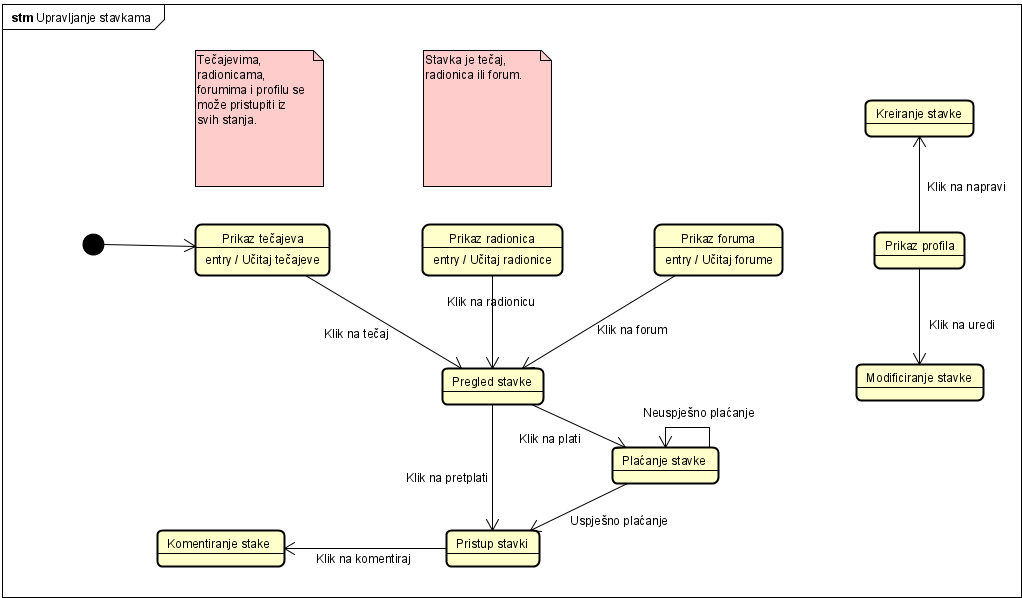 stm Upravljanje stavkama
Tečajevima,
radionicama,
forumima i profilu se
može pristupiti iz
svih stanja.
Stavka je tečaj,
radionica ili forum.
Kreiranje stavke
Klik na napravi
Prikaz tečajeva
entry / Učitaj tečajeve
Prikaz radionica
entry / Učitaj radionice
Prikaz foruma
entry / Učitaj forume
Prikaz profila
Klik na radionicu
Klik na tečaj
Klik na forum
Klik na uredi
Pregled stavke
Modificiranje stavke
Neuspješno plaćanje
Klik na plati
Plaćanje stavke
Klik na pretplati
Uspješno plaćanje
Komentiranje stake
Pristup stavki
Klik na komentiraj